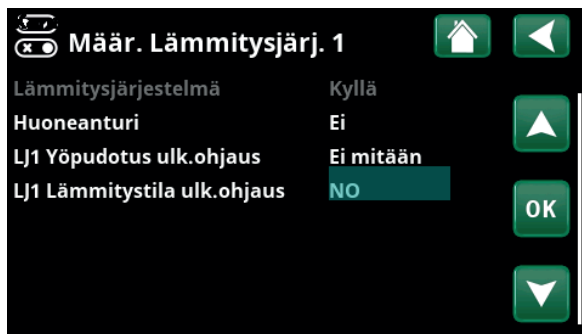 Määr. Lämmitysjärj. 1
Lämmitysjärjestelmä Kyllä
Huoneanturi Ei
LJ1 Yöpudotus ulk.ohjaus Ei mitään
LJ1 Lämmitystila ulk.ohjaus NO
OK